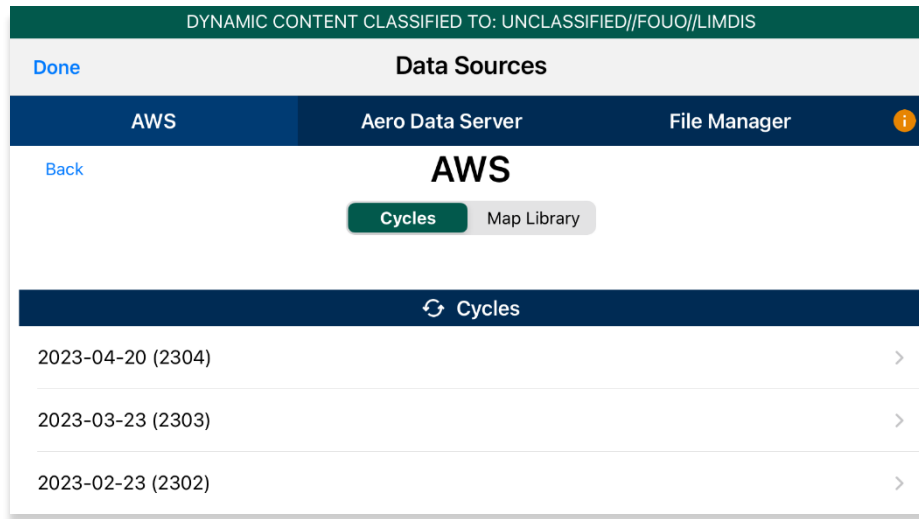 DYNAMIC CONTENT CLASSIFIED TO: UNCLASSIFIED//FOUO//LIMDIS
Done Data Sources
AWS Aero Data Server File Manager i
Back AWS
Cycles Map Library
Cycles
2023-04-20 (2304)
2023-03-23 (2303)
2023-02-23 (2302)